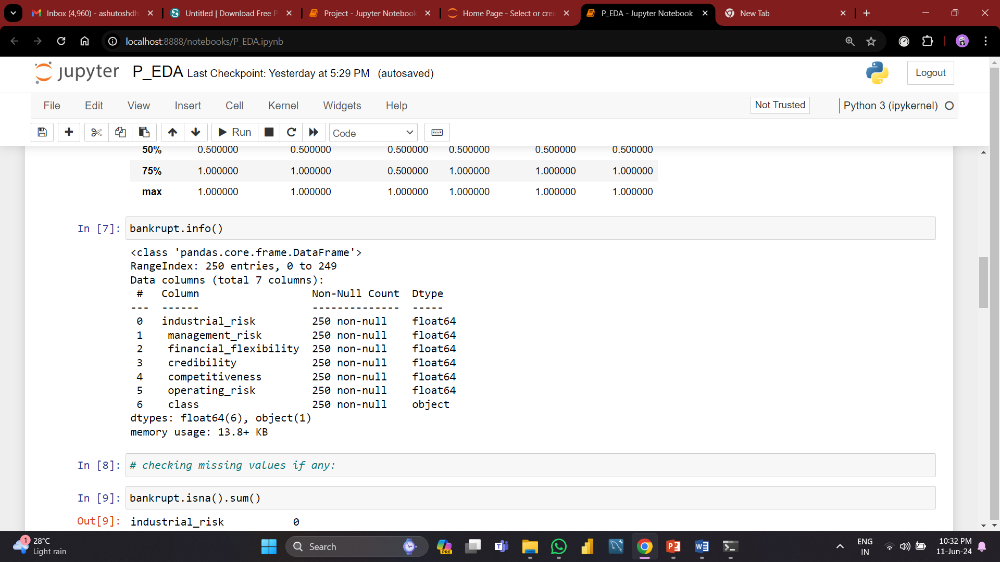 Inbox (4,960) - ashutoshdh
Untitled | Download Free P
Project - Jupyter Notebook
Home Page - Select or crea
P_EDA - Jupyter Notebook
New Tab
localhost:8888/notebooks/P_EDA.ipynb
jupyter P_EDA Last Checkpoint: Yesterday at 5:29 PM (autosaved)
Logout
File Edit View Insert Cell Kernel Widgets Help
Not Trusted
Python 3 (ipykernel)
Run
Code
50% 0.500000 0.500000 0.500000 0.500000 0.500000 0.500000
75% 1.000000 1.000000 0.500000 1.000000 1.000000 1.000000
max 1.000000 1.000000 1.000000 1.000000 1.000000 1.000000
In [7]: bankrupt.info()
<class 'pandas.core.frame.DataFrame'>
RangeIndex: 250 entries, 0 to 249
Data columns (total 7 columns):
# Column Non-Null Count Dtype
--- ------ -------------- -----
0 industrial_risk 250 non-null float64
1 management_risk 250 non-null float64
2 financial_flexibility 250 non-null float64
3 credibility 250 non-null float64
4 competitiveness 250 non-null float64
5 operating_risk 250 non-null float64
6 class 250 non-null object
dtypes: float64(6), object(1)
memory usage: 13.8+ KB
In [8]: # checking missing values if any:
In [9]: bankrupt.isna().sum()
Out[9]: industrial_risk 0
1
28°C
Light rain
Search
PRE
ENG
IN
10:32 PM
11-Jun-24